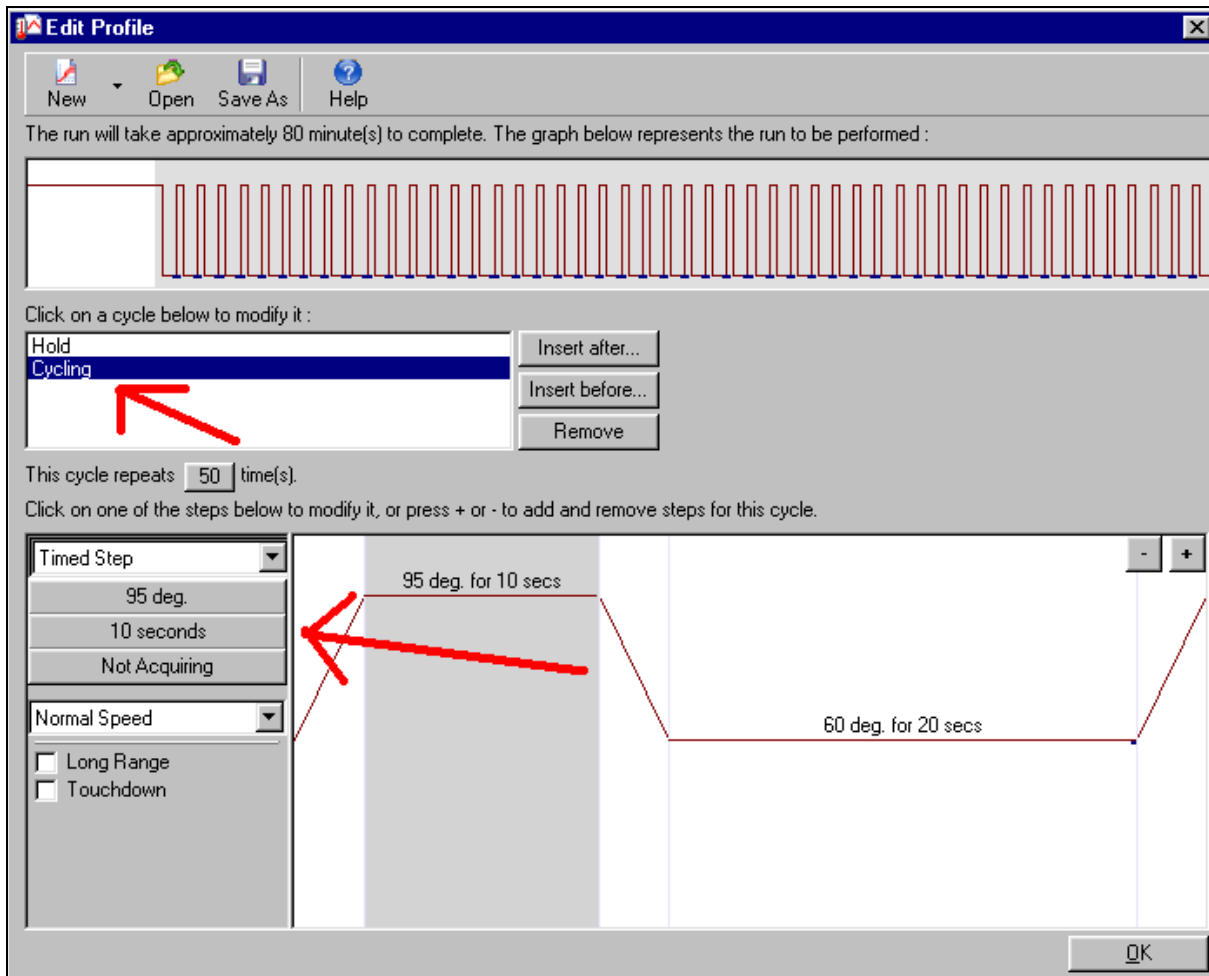 Edit Profile
New Open Save As Help
The run will take approximately 80 minute(s) to complete. The graph below represents the run to be performed :
Click on a cycle below to modify it :
Hold
Cycling
Insert after...
Insert before...
Remove
This cycle repeats 50 time(s).
Click on one of the steps below to modify it, or press + or - to add and remove steps for this cycle.
Timed Step
95 deg.
10 seconds
Not Acquiring
Normal Speed
Long Range
Touchdown
95 deg. for 10 secs
60 deg. for 20 secs
- +
OK